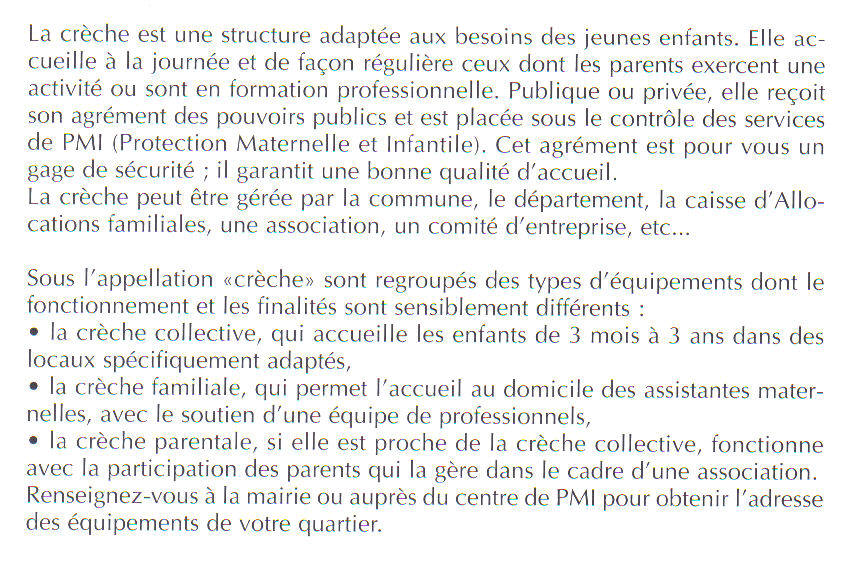 La crèche est une structure adaptée aux besoins des jeunes enfants. Elle ac-
cueille à la journée et de façon régulière ceux dont les parents exercent une
activité ou sont en formation professionnelle. Publique ou privée, elle reçoit
son agrément des pouvoirs publics et est placée sous le contrôle des services
de PMI (Protection Maternelle et Infantile). Cet agrément est pour vous un
gage de sécurité ; il garantit une bonne qualité d'accueil.
La crèche peut être gérée par la commune, le département, la caisse d'Allo-
cations familiales, une association, un comité d'entreprise, etc...
Sous l'appellation «crèche» sont regroupés des types d'équipements dont le
fonctionnement et les finalités sont sensiblement différents :
• la crèche collective, qui accueille les enfants de 3 mois à 3 ans dans des
locaux spécifiquement adaptés,
• la crèche familiale, qui permet l'accueil au domicile des assistantes mater-
nelles, avec le soutien d'une équipe de professionnels,
• la crèche parentale, si elle est proche de la crèche collective, fonctionne
avec la participation des parents qui la gère dans le cadre d'une association.
Renseignez-vous à la mairie ou auprès du centre de PMI pour obtenir l'adresse
des équipements de votre quartier.